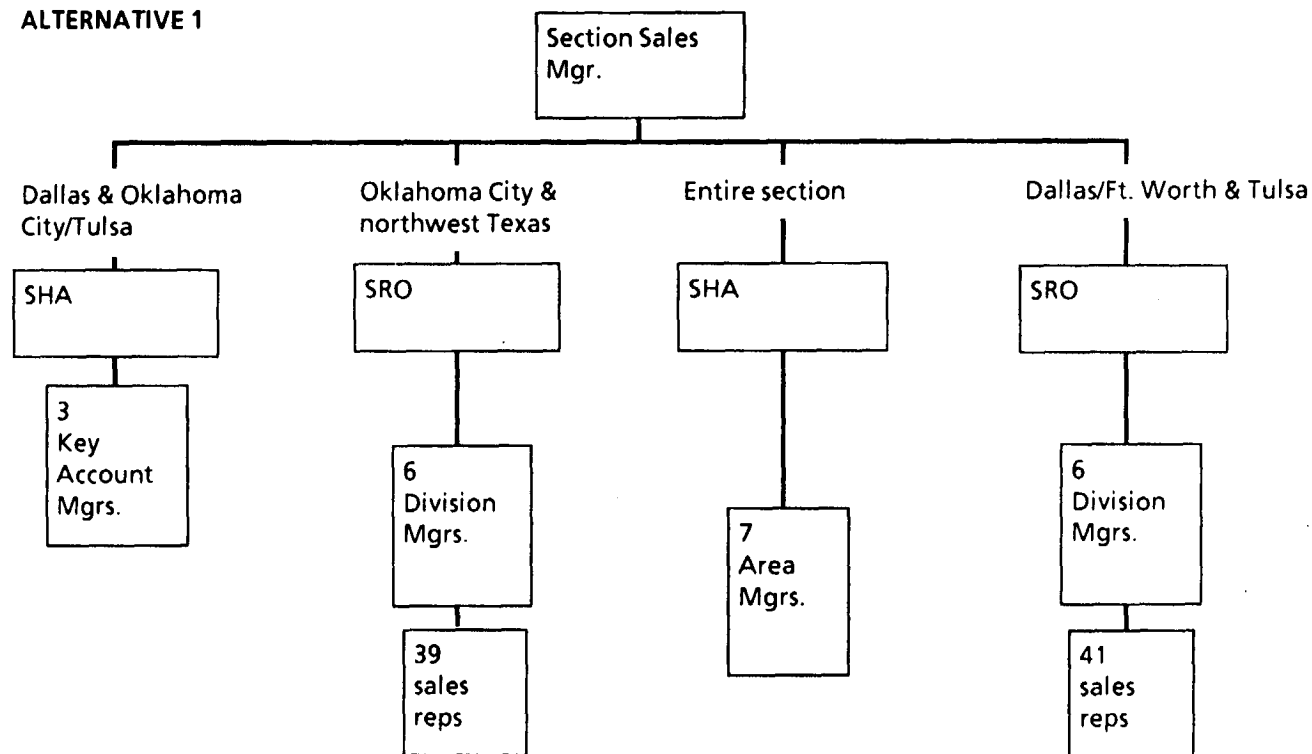 ALTERNATIVE 1
Section Sales
Mgr.
Dallas & Oklahoma
City/Tulsa
SHA
3
Key
Account
Mgrs.
Oklahoma City &
northwest Texas
SRO
6
Division
Mgrs.
39
sales
reps
Entire section
SHA
7
Area
Mgrs.
Dallas/Ft. Worth & Tulsa
SRO
6
Division
Mgrs.
41
sales
reps